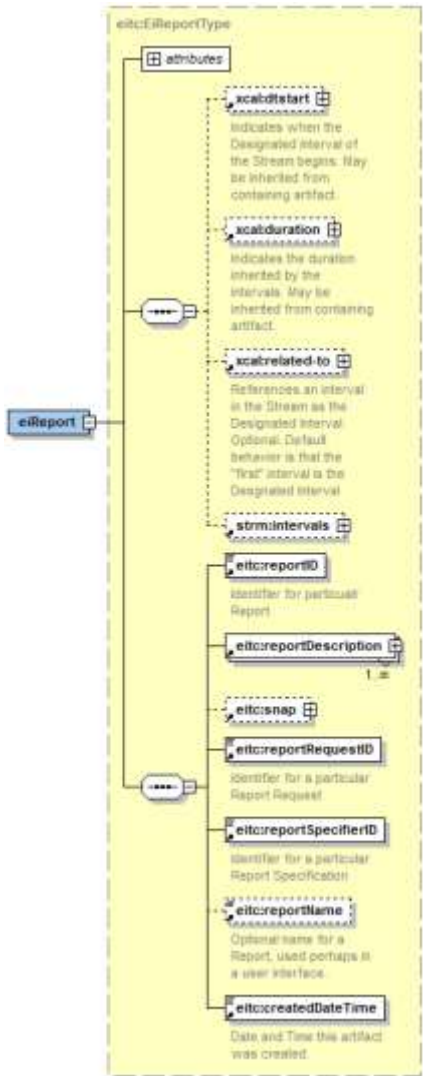 eitc:EiReportType
attributes
xcal:dtstart
Indicates when the
Designated Interval of
the Stream begins. May
be inherited from
containing artifact.
xcal:duration
Indicates the duration
inherited by the
intervals. May be
inherited from containing
artifact.
xcal:related-to
References an interval
in the Stream as the
Designated Interval
Optional. Default
behavior is that the
"first" interval is the
Designated Interval
strm:intervals
eiReport
eitc:reportID
Identifier for particualr
Report
eitc:reportDescription
1..∞
eitc:snap
eitc:reportRequestID
Identifier for a particular
Report Request
eitc:reportSpecifierID
Identifier for a particular
Report Specification
eitc:reportName
Optional name for a
Report, used perhaps in
a user interface.
eitc:createdDateTime
Date and Time this artifact
was created.